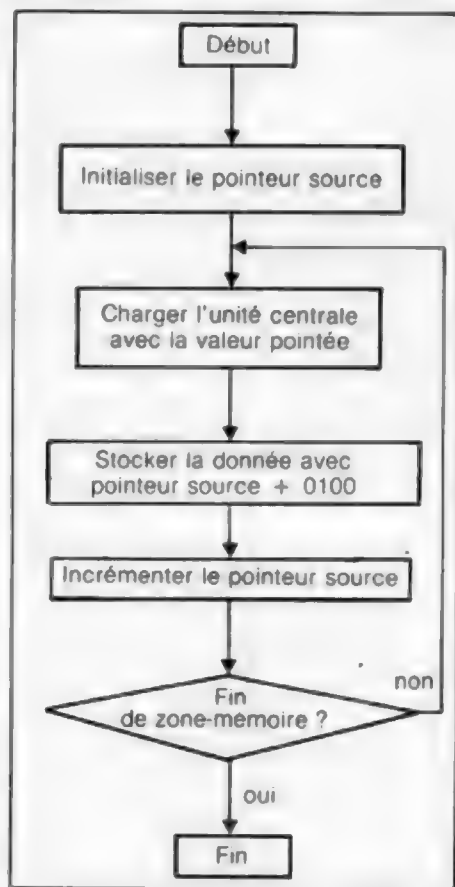 Début
Initialiser le pointeur source
Charger l'unité centrale
avec la valeur pointée
Stocker la donnée avec
pointeur source + 0100
Incrémenter le pointeur source
Fin
de zone-mémoire ?
non
oui
Fin